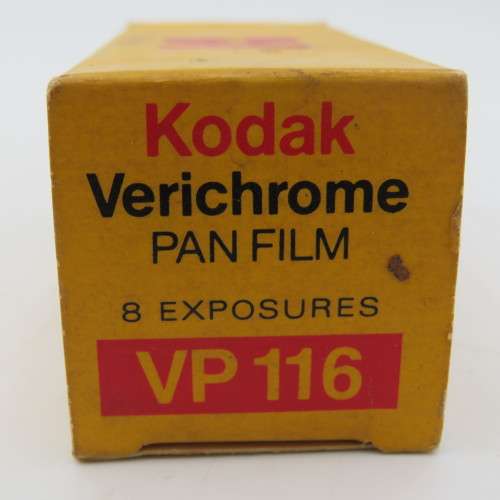 Kodak
Verichrome
PAN FILM
8 EXPOSURES
VP 116